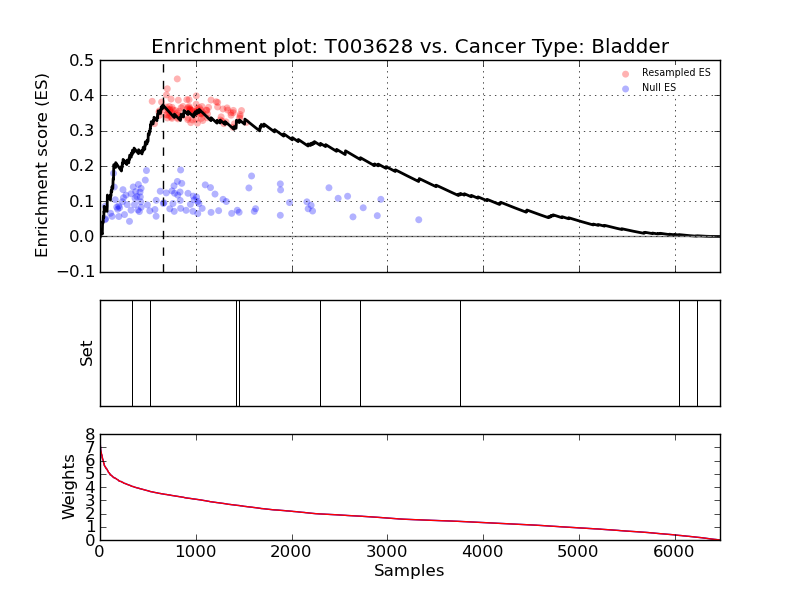 Enrichment plot: T003628 vs. Cancer Type: Bladder
Enrichment score (ES)
0.5
0.4
0.3
0.2
0.1
0.0
−0.1
Resampled ES
Null ES
Set
Weights
8
7
6
5
4
3
2
1
0
0 1000 2000 3000 4000 5000 6000
Samples